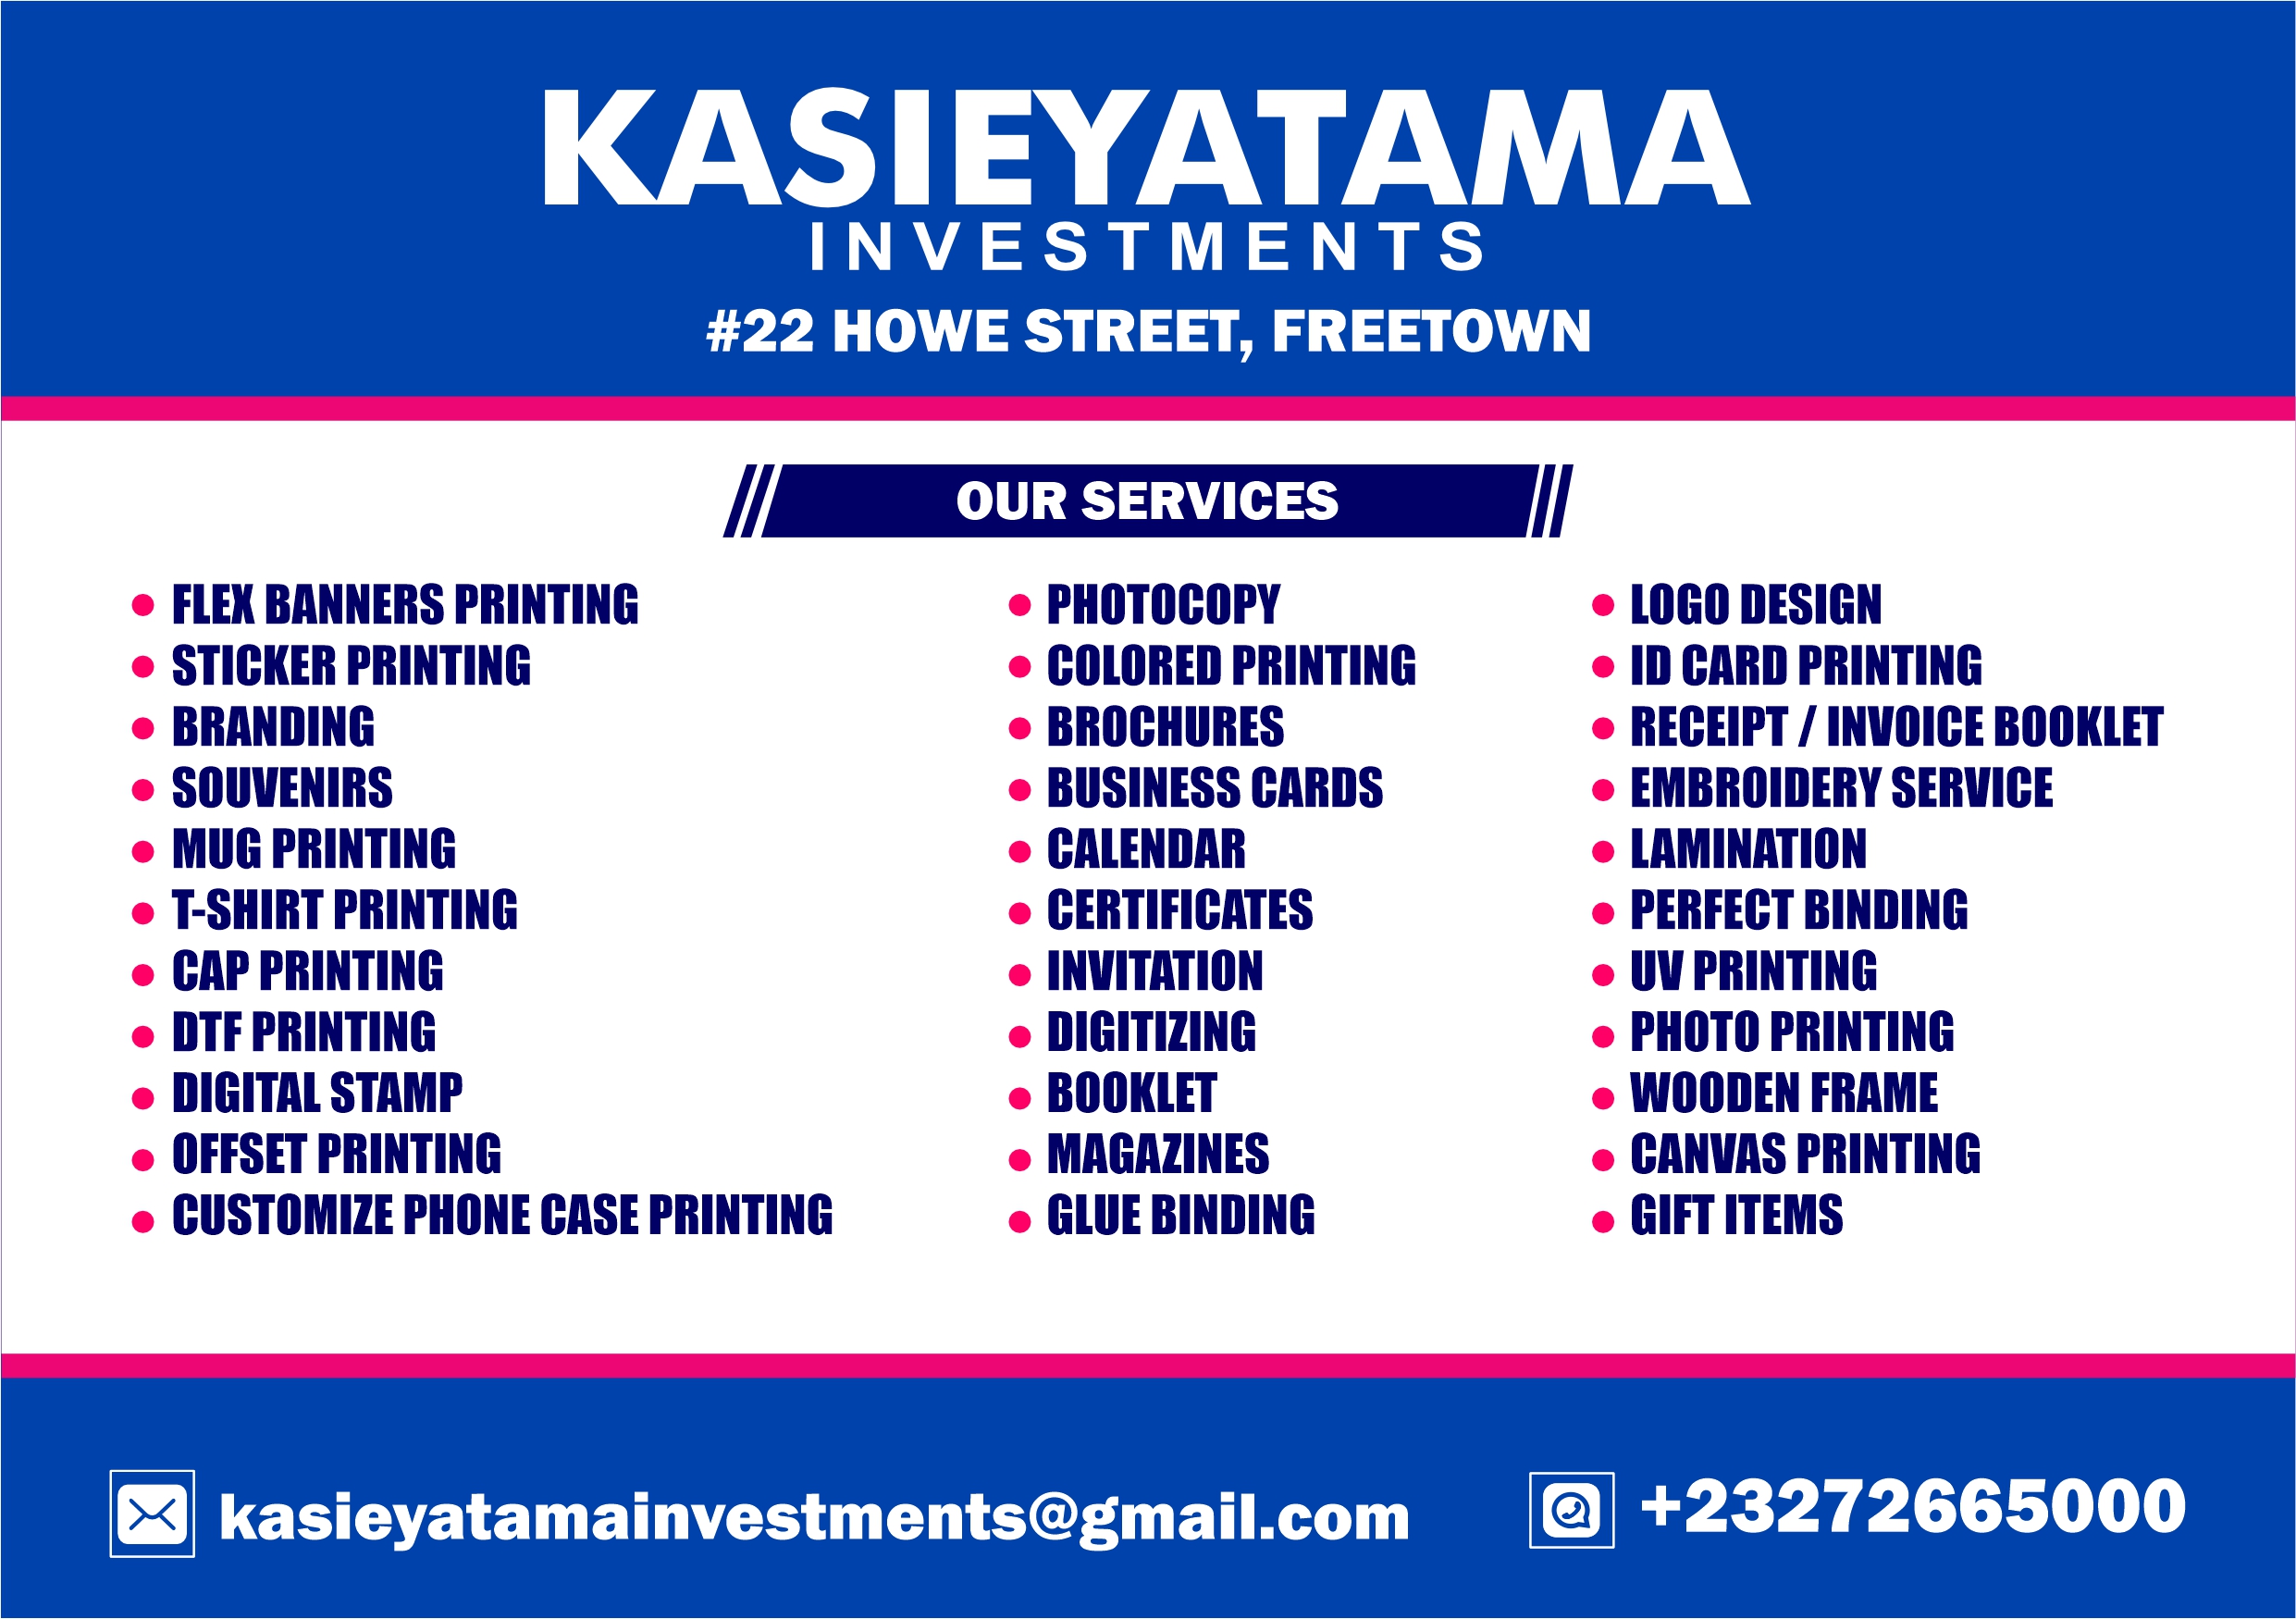 KASIEYATAMA
INVESTMENTS
#22 HOWE STREET, FREETOWN
OUR SERVICES
FLEX BANNERS PRINTING
STICKER PRINTING
BRANDING
SOUVENIRS
MUG PRINTING
T-SHIRT PRINTING
CAP PRINTING
DTF PRINTING
DIGITAL STAMP
OFFSET PRINTING
CUSTOMIZE PHONE CASE PRINTING
PHOTOCOPY
COLORED PRINTING
BROCHURES
BUSINESS CARDS
CALENDAR
CERTIFICATES
INVITATION
DIGITIZING
BOOKLET
MAGAZINES
GLUE BINDING
LOGO DESIGN
ID CARD PRINTING
RECEIPT / INVOICE BOOKLET
EMBROIDERY SERVICE
LAMINATION
PERFECT BINDING
UV PRINTING
PHOTO PRINTING
WOODEN FRAME
CANVAS PRINTING
GIFT ITEMS
kasieyatamainvestments@gmail.com
+23272665000